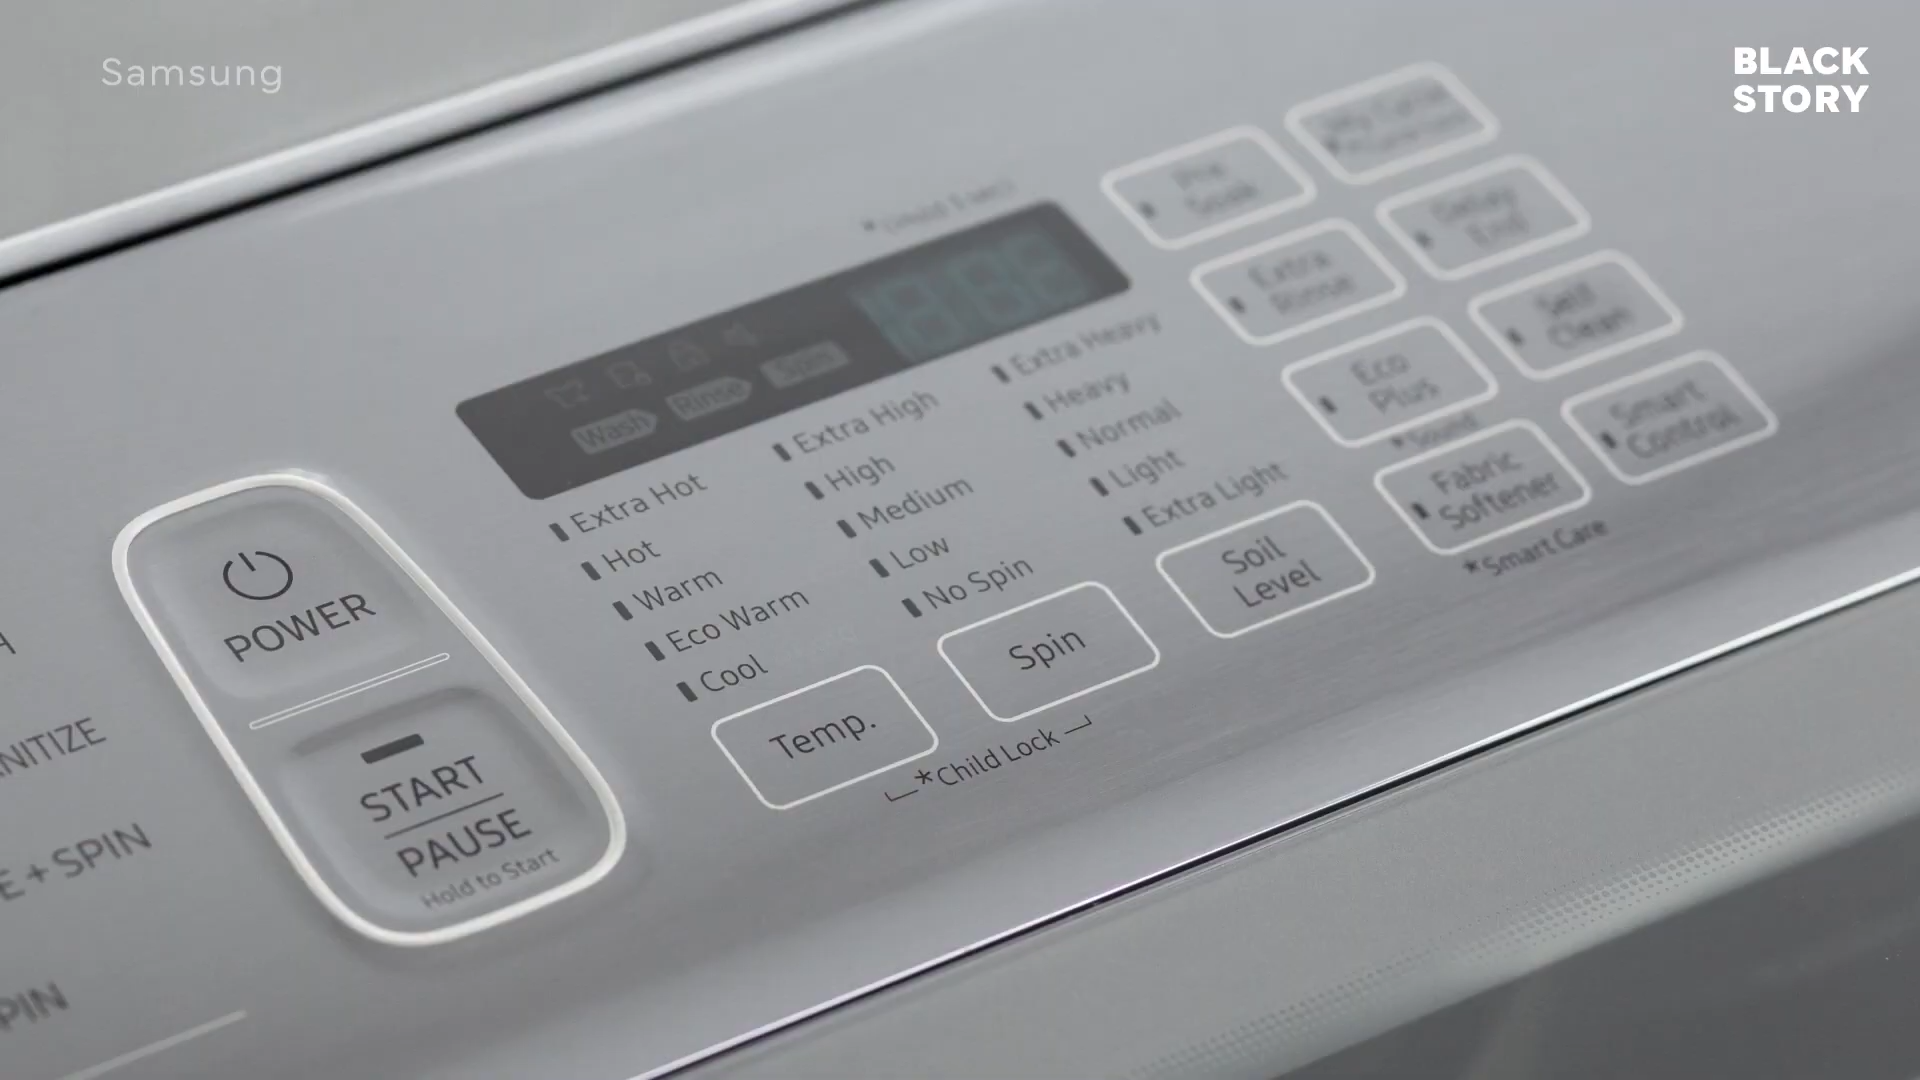 Samsung
BLACK
STORY
Pre
Soak
Delay
End
Extra
Rinse
Self
Clean
Eco
Plus
*Sound
Smart
Control
Fabric
Softener
*Smart Care
Wash
Rinse
Spin
Extra Hot
Hot
Warm
Eco Warm
Cool
Temp.
Extra High
High
Medium
Low
No Spin
Spin
*Child Lock
Extra Heavy
Heavy
Normal
Light
Extra Light
Soil
Level
POWER
START
PAUSE
Hold to Start
NITIZE
E + SPIN
PIN